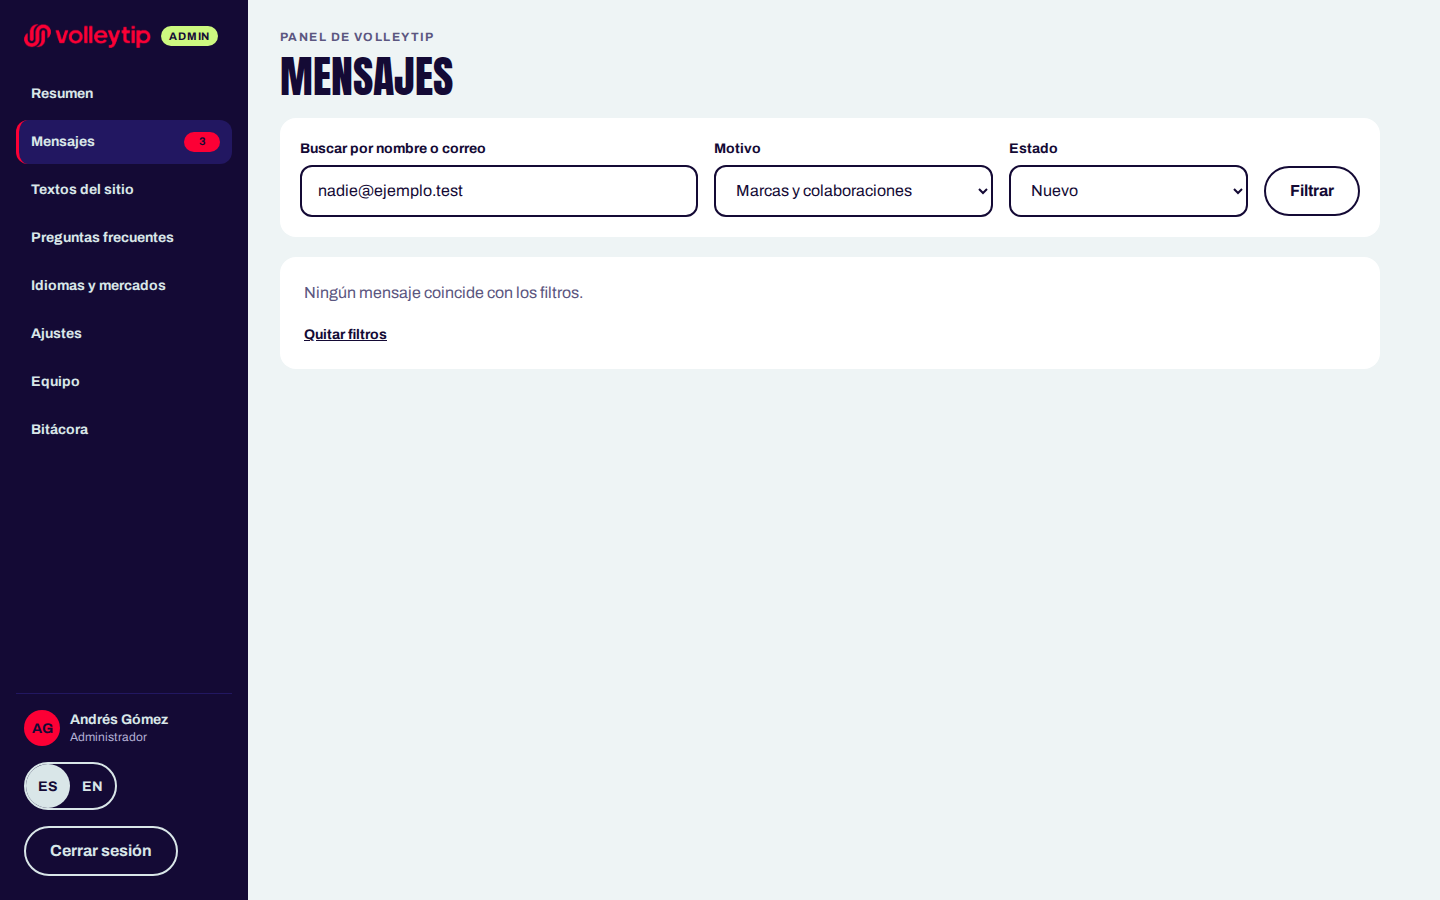 volleytip ADMIN
Resumen
Mensajes 3
Textos del sitio
Preguntas frecuentes
Idiomas y mercados
Ajustes
Equipo
Bitácora
AG Andrés Gómez
Administrador
ES EN
Cerrar sesión
PANEL DE VOLLEYTIP
MENSAJES
Buscar por nombre o correo Motivo Estado
nadie@ejemplo.test Marcas y colaboraciones Nuevo Filtrar
Ningún mensaje coincide con los filtros.
Quitar filtros